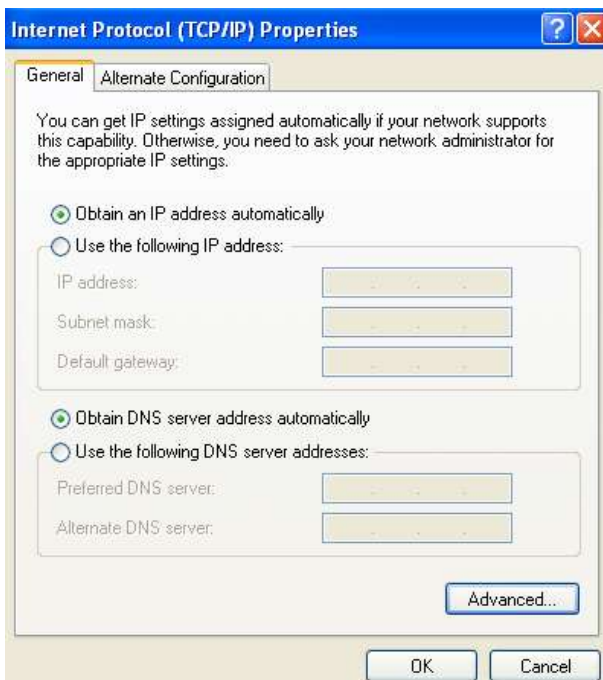 Internet Protocol (TCP/IP) Properties
General
Alternate Configuration
You can get IP settings assigned automatically if your network supports
this capability. Otherwise, you need to ask your network administrator for
the appropriate IP settings.
Obtain an IP address automatically
Use the following IP address:
IP address:
Subnet mask:
Default gateway:
Obtain DNS server address automatically
Use the following DNS server addresses:
Preferred DNS server:
Alternate DNS server:
Advanced...
OK
Cancel